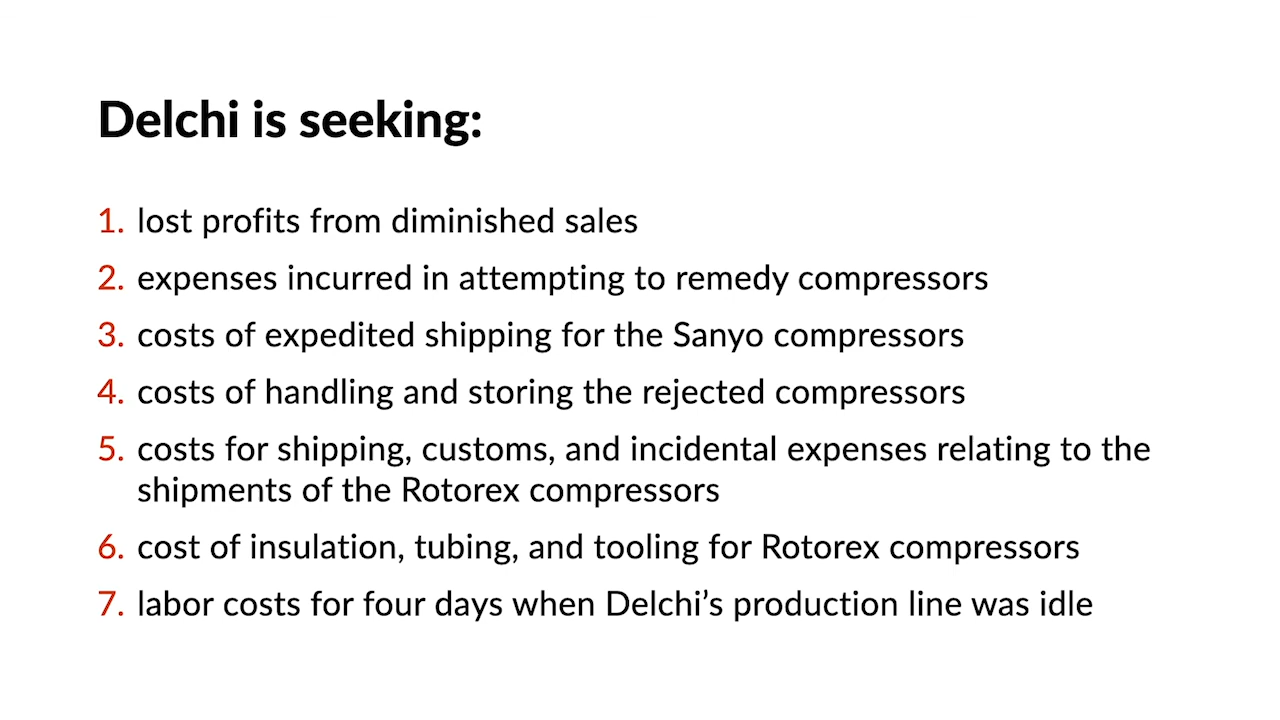 Delchi is seeking:
1. lost profits from diminished sales
2. expenses incurred in attempting to remedy compressors
3. costs of expedited shipping for the Sanyo compressors
4. costs of handling and storing the rejected compressors
5. costs for shipping, customs, and incidental expenses relating to the
shipments of the Rotorex compressors
6. cost of insulation, tubing, and tooling for Rotorex compressors
7. labor costs for four days when Delchi’s production line was idle